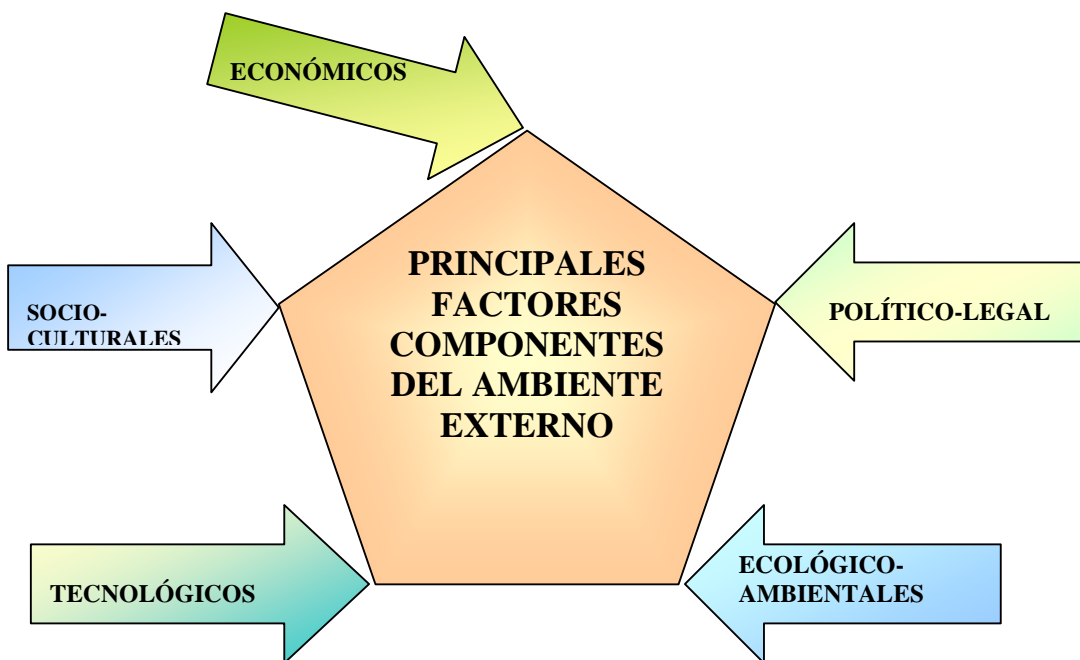 ECONÓMICOS
PRINCIPALES
FACTORES
COMPONENTES
DEL AMBIENTE
EXTERNO
SOCIO-
CULTURALES
POLÍTICO-LEGAL
TECNOLÓGICOS
ECOLÓGICO-
AMBIENTALES